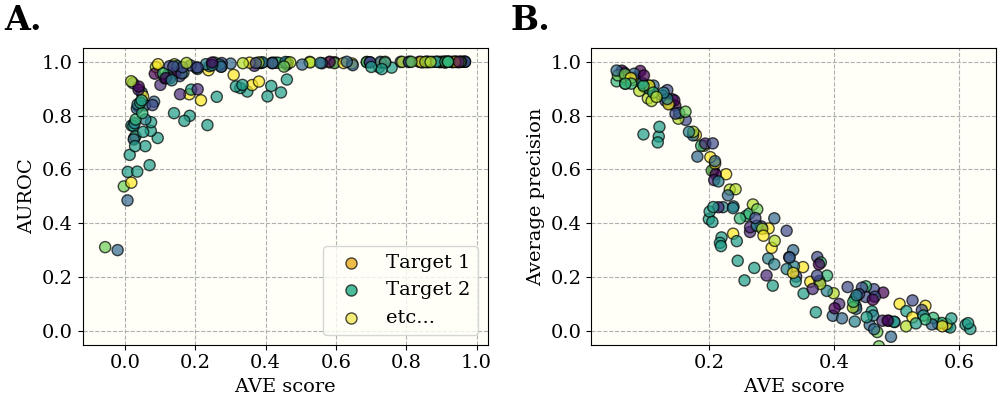 A.
B.
1.0
0.8
0.6
0.4
0.2
0.0
AUROC
Target 1
Target 2
etc...
0.0 0.2 0.4 0.6 0.8 1.0
AVE score
1.0
0.8
0.6
0.4
0.2
0.0
Average precision
0.2 0.4 0.6
AVE score